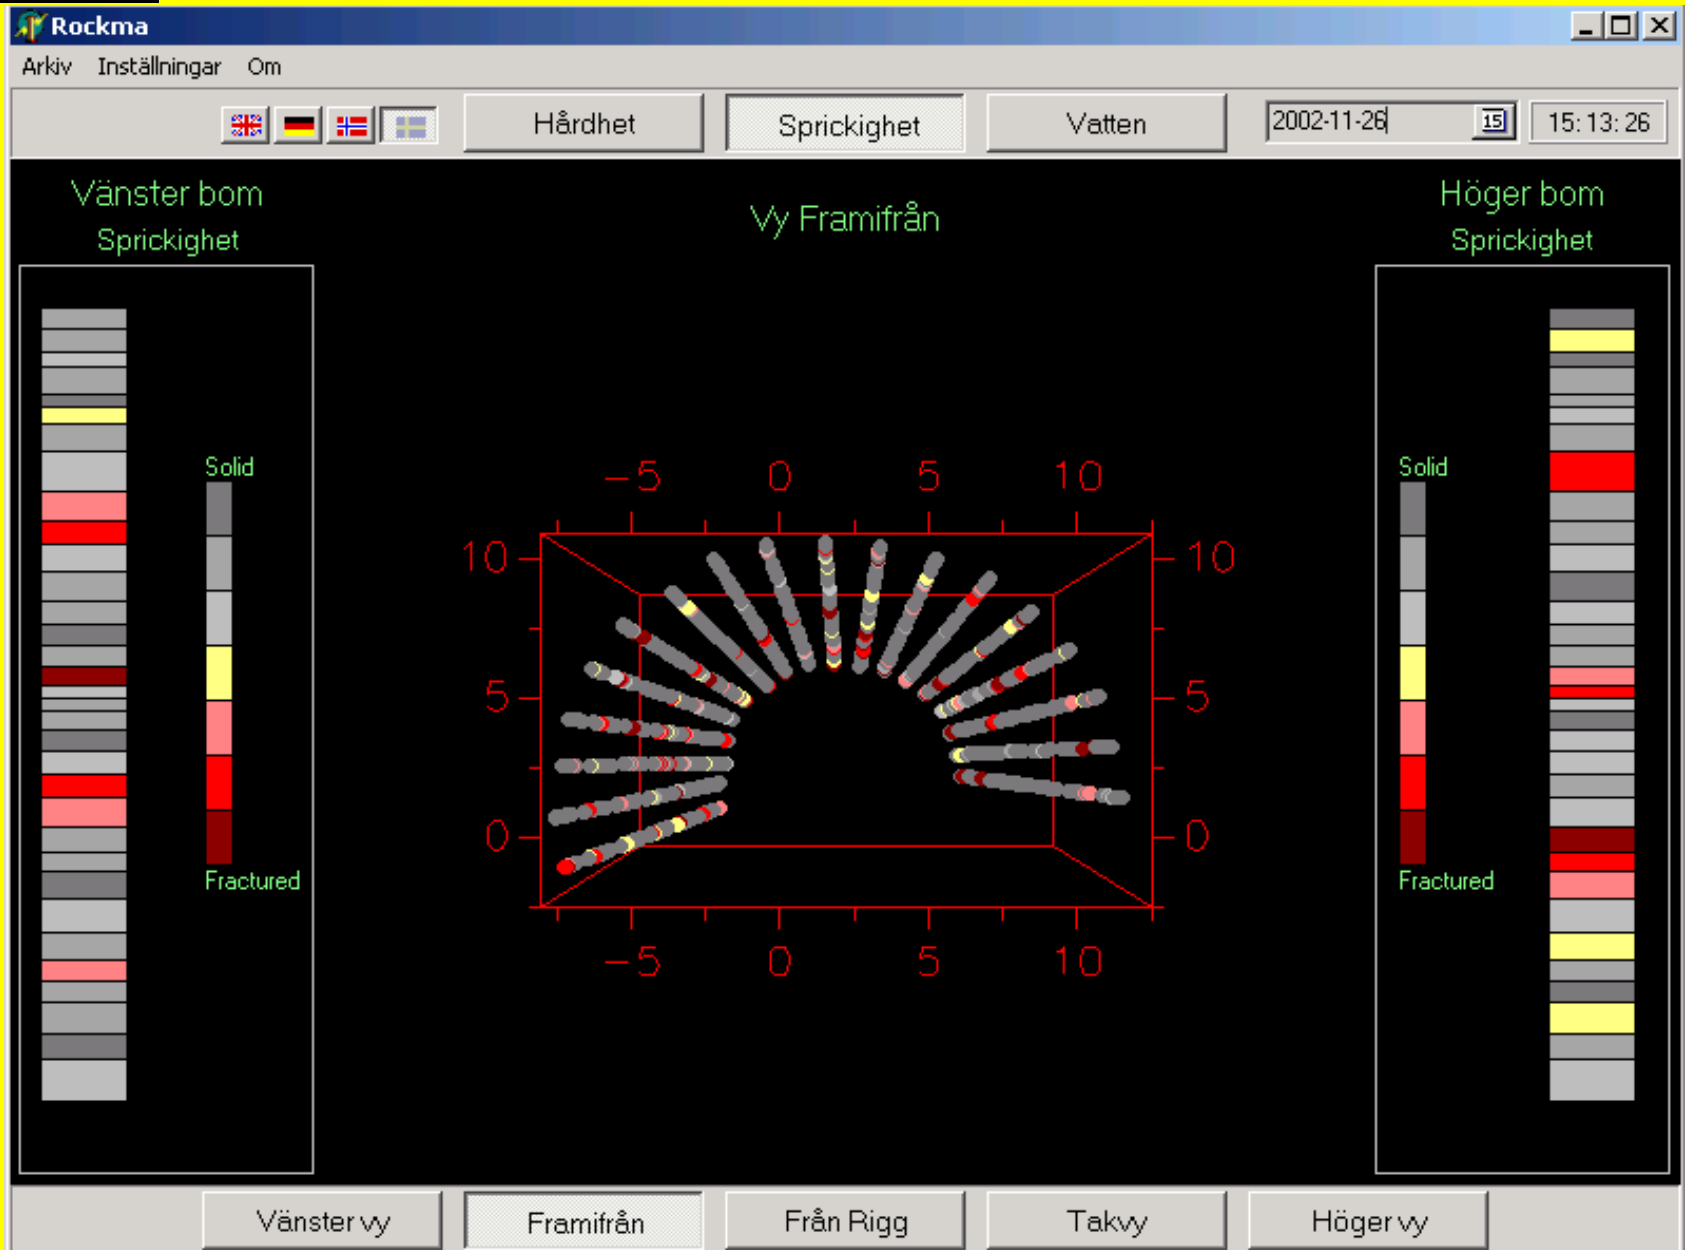 Rockma
Arkiv Inställningar Om
Hårdhet Sprickighet Vatten 2002-11-26 15 15:13:26
Vänster bom
Sprickighet
Vy Framifrån
Höger bom
Sprickighet
Solid
Fractured
-5 0 5 10
10 10
5 5
0 0
-5 0 5 10
Solid
Fractured
Vänster vy Framifrån Från Rigg Takvy Höger vy